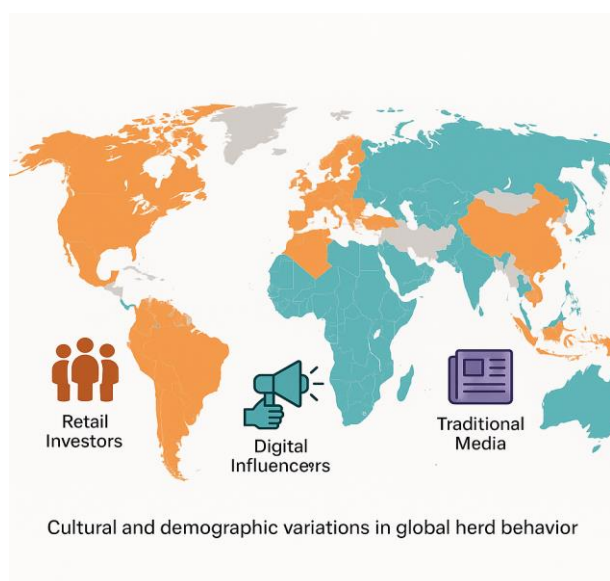 Retail
Investors
Digital
Influencers
Traditional
Media
Cultural and demographic variations in global herd behavior